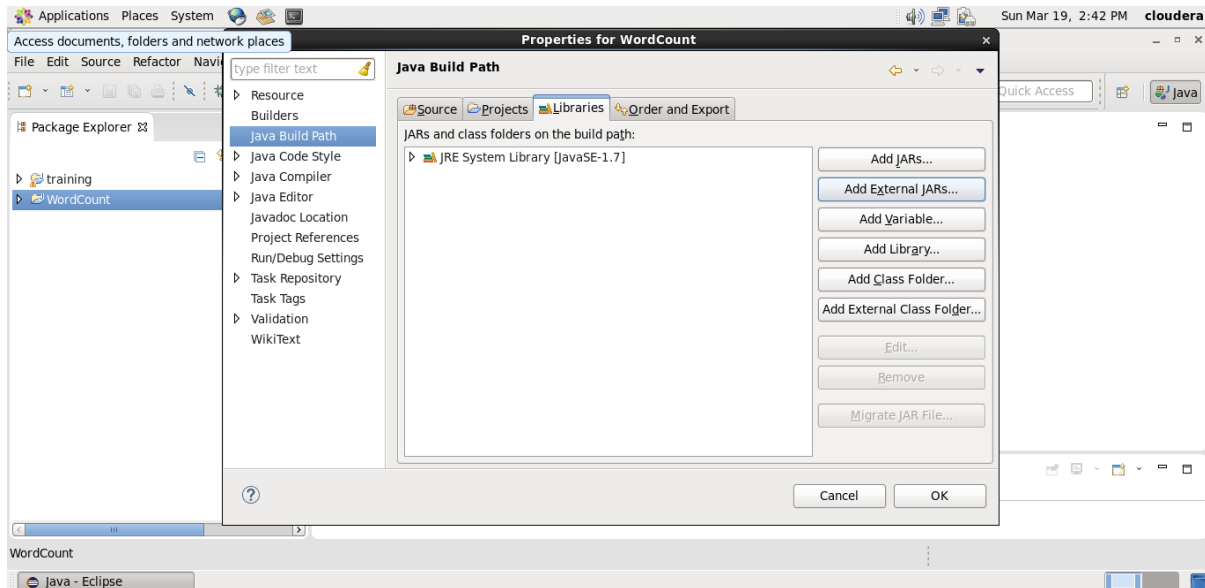 Applications Places System
Sun Mar 19, 2:42 PM cloudera
Access documents, folders and network places
Properties for WordCount
File Edit Source Refactor Navi
type filter text
Java Build Path
Quick Access
Java
Package Explorer
training
WordCount
Resource
Builders
Java Build Path
Java Code Style
Java Compiler
Java Editor
Javadoc Location
Project References
Run/Debug Settings
Task Repository
Task Tags
Validation
WikiText
Source Projects Libraries Order and Export
JARs and class folders on the build path:
JRE System Library [JavaSE-1.7]
Add JARs...
Add External JARs...
Add Variable...
Add Library...
Add Class Folder...
Add External Class Folder...
Edit...
Remove
Migrate JAR File...
Cancel OK
WordCount
Java - Eclipse